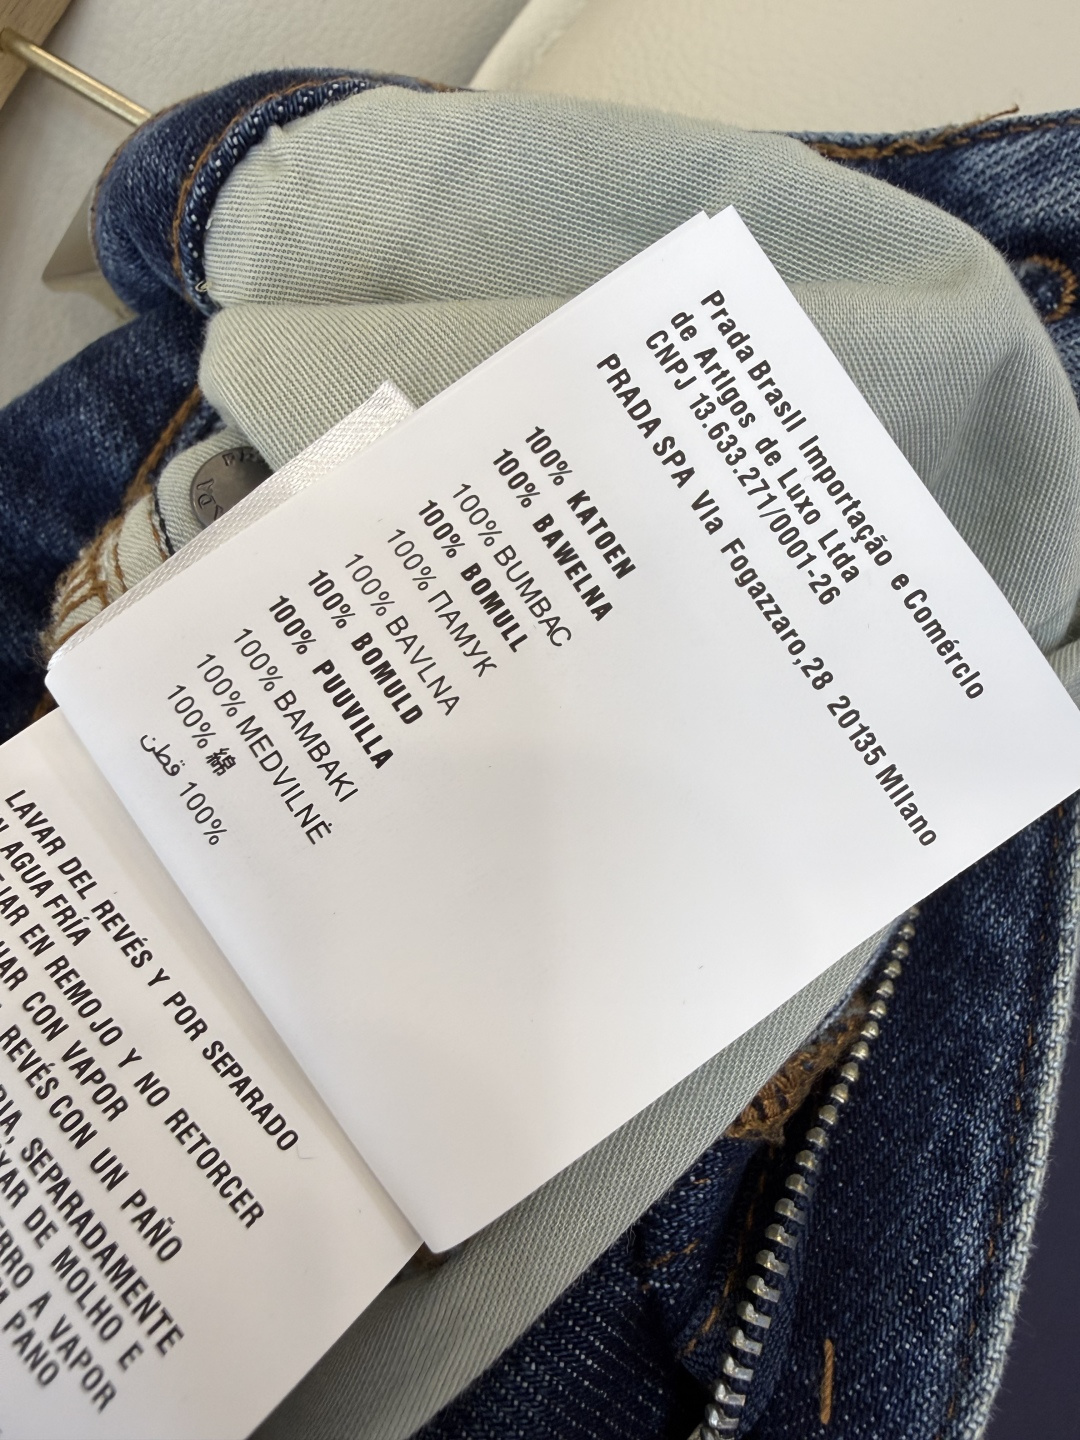 Prada Brasil Importação e Comércio
de Artigos de Luxo Ltda
CNPJ 13.633.271/0001-26
PRADA SPA Via Fogazzaro,28 20135 Milano
100% KATOEN
100% BAWELNA
100% BUMBAC
100% ПАМУК
100% BOMULL
100% BAVLNA
100% BOMULD
100% PUUVILLA
100% BAMBAKI
100% MEDVILNĖ
100% 綿
100% قطن
LAVAR DEL REVÉS Y POR SEPARADO
AGUA FRÍA
EN REMOJO Y NO RETORCER
CON VAPOR
REVÉS CON UN PAÑO
SEPARADAMENTE
DE MOLHO E
A VAPOR
PANO